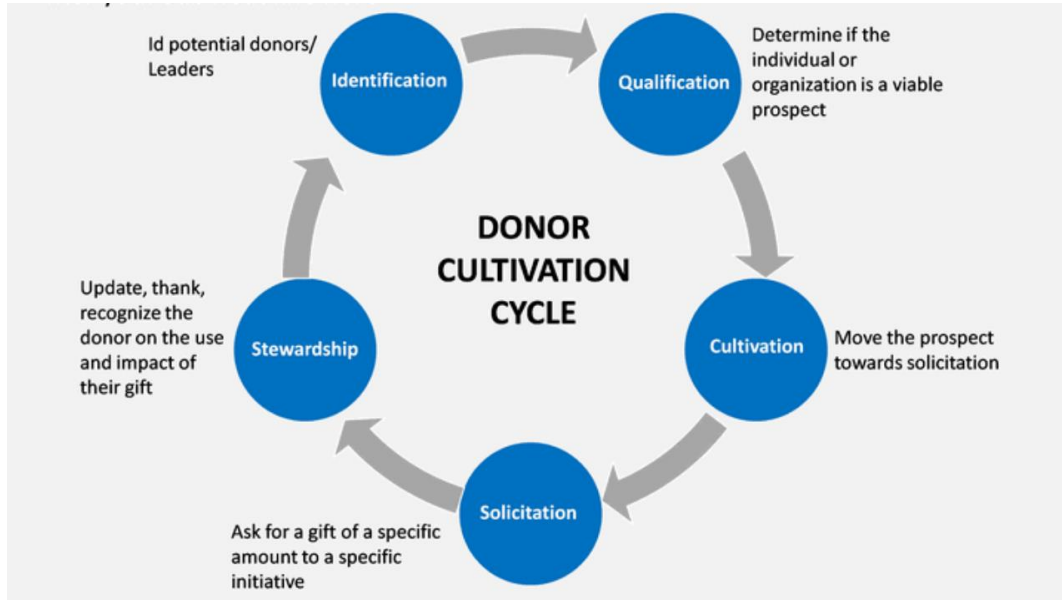 Id potential donors/
Leaders
Identification
Qualification
Determine if the
individual or
organization is a viable
prospect
DONOR
CULTIVATION
CYCLE
Update, thank,
recognize the
donor on the use
and impact of
their gift
Stewardship
Cultivation
Move the prospect
towards solicitation
Solicitation
Ask for a gift of a specific
amount to a specific
initiative